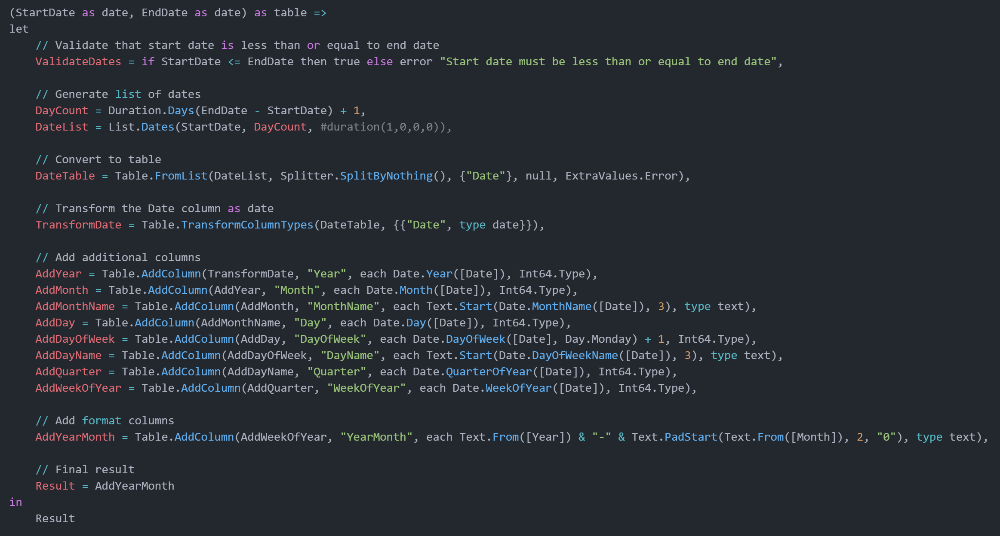 (StartDate as date, EndDate as date) as table =>
let
    // Validate that start date is less than or equal to end date
    ValidateDates = if StartDate <= EndDate then true else error "Start date must be less than or equal to end date",

    // Generate list of dates
    DayCount = Duration.Days(EndDate - StartDate) + 1,
    DateList = List.Dates(StartDate, DayCount, #duration(1,0,0,0)),

    // Convert to table
    DateTable = Table.FromList(DateList, Splitter.SplitByNothing(), {"Date"}, null, ExtraValues.Error),

    // Transform the Date column as date
    TransformDate = Table.TransformColumnTypes(DateTable, {{"Date", type date}}),

    // Add additional columns
    AddYear = Table.AddColumn(TransformDate, "Year", each Date.Year([Date]), Int64.Type),
    AddMonth = Table.AddColumn(AddYear, "Month", each Date.Month([Date]), Int64.Type),
    AddMonthName = Table.AddColumn(AddMonth, "MonthName", each Text.Start(Date.MonthName([Date]), 3), type text),
    AddDay = Table.AddColumn(AddMonthName, "Day", each Date.Day([Date]), Int64.Type),
    AddDayOfWeek = Table.AddColumn(AddDay, "DayOfWeek", each Date.DayOfWeek([Date], Day.Monday) + 1, Int64.Type),
    AddDayName = Table.AddColumn(AddDayOfWeek, "DayName", each Text.Start(Date.DayOfWeekName([Date]), 3), type text),
    AddQuarter = Table.AddColumn(AddDayName, "Quarter", each Date.QuarterOfYear([Date]), Int64.Type),
    AddWeekOfYear = Table.AddColumn(AddQuarter, "WeekOfYear", each Date.WeekOfYear([Date]), Int64.Type),

    // Add format columns
    AddYearMonth = Table.AddColumn(AddWeekOfYear, "YearMonth", each Text.From([Year]) & "-" & Text.PadStart(Text.From([Month]), 2, "0"), type text),

    // Final result
    Result = AddYearMonth
in
    Result